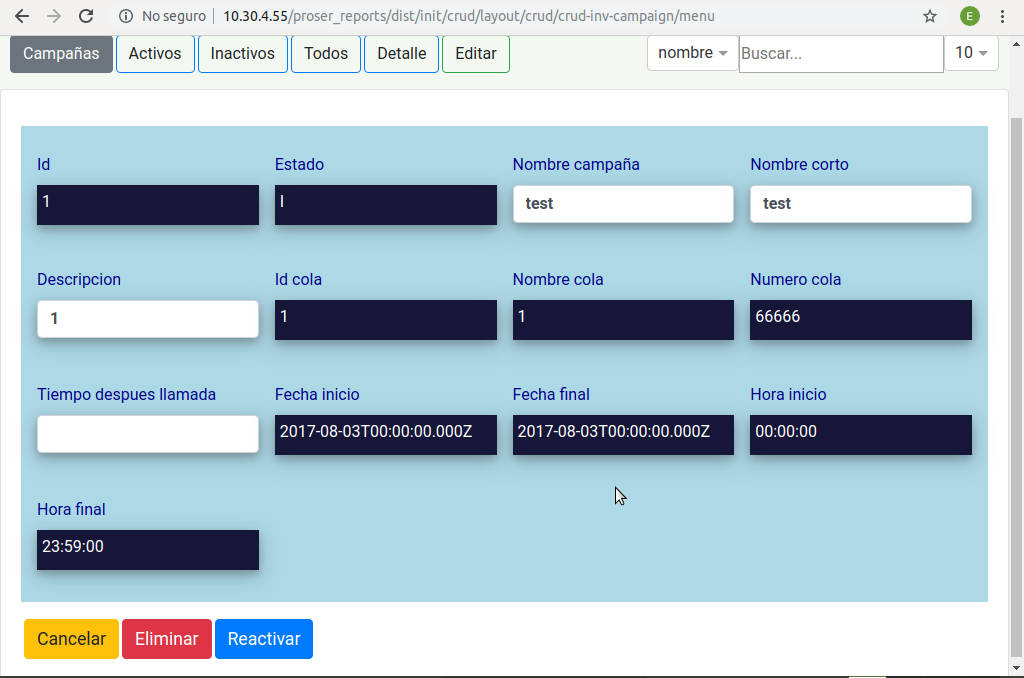 No seguro
10.30.4.55/proser_reports/dist/init/crud/layout/crud/crud-inv-campaign/menu
E
Campañas Activos Inactivos Todos Detalle Editar nombre Buscar... 10
Id Estado Nombre campaña Nombre corto
1 I test test
Descripcion Id cola Nombre cola Numero cola
1 1 1 66666
Tiempo despues llamada Fecha inicio Fecha final Hora inicio
2017-08-03T00:00:00.000Z 2017-08-03T00:00:00.000Z 00:00:00
Hora final
23:59:00
Cancelar Eliminar Reactivar